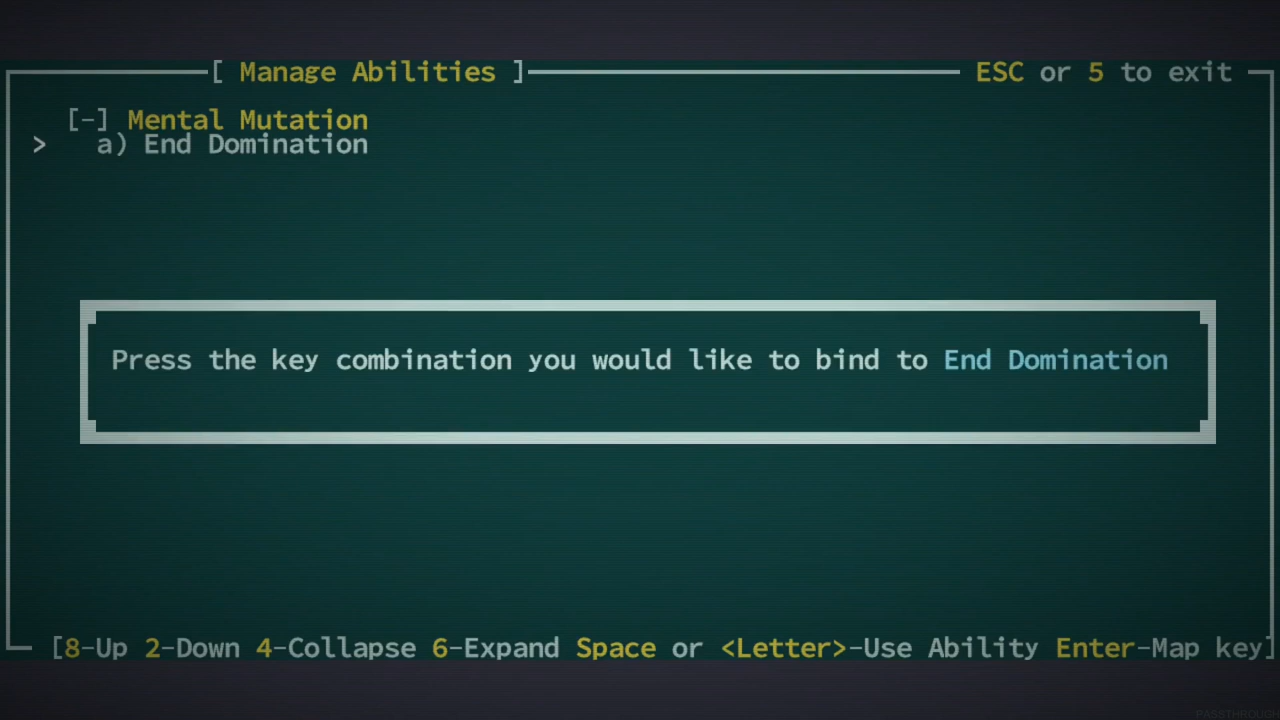 [ Manage Abilities ] ESC or 5 to exit
[-] Mental Mutation
> a) End Domination
Press the key combination you would like to bind to End Domination
[8-Up 2-Down 4-Collapse 6-Expand Space or <Letter>-Use Ability Enter-Map key]